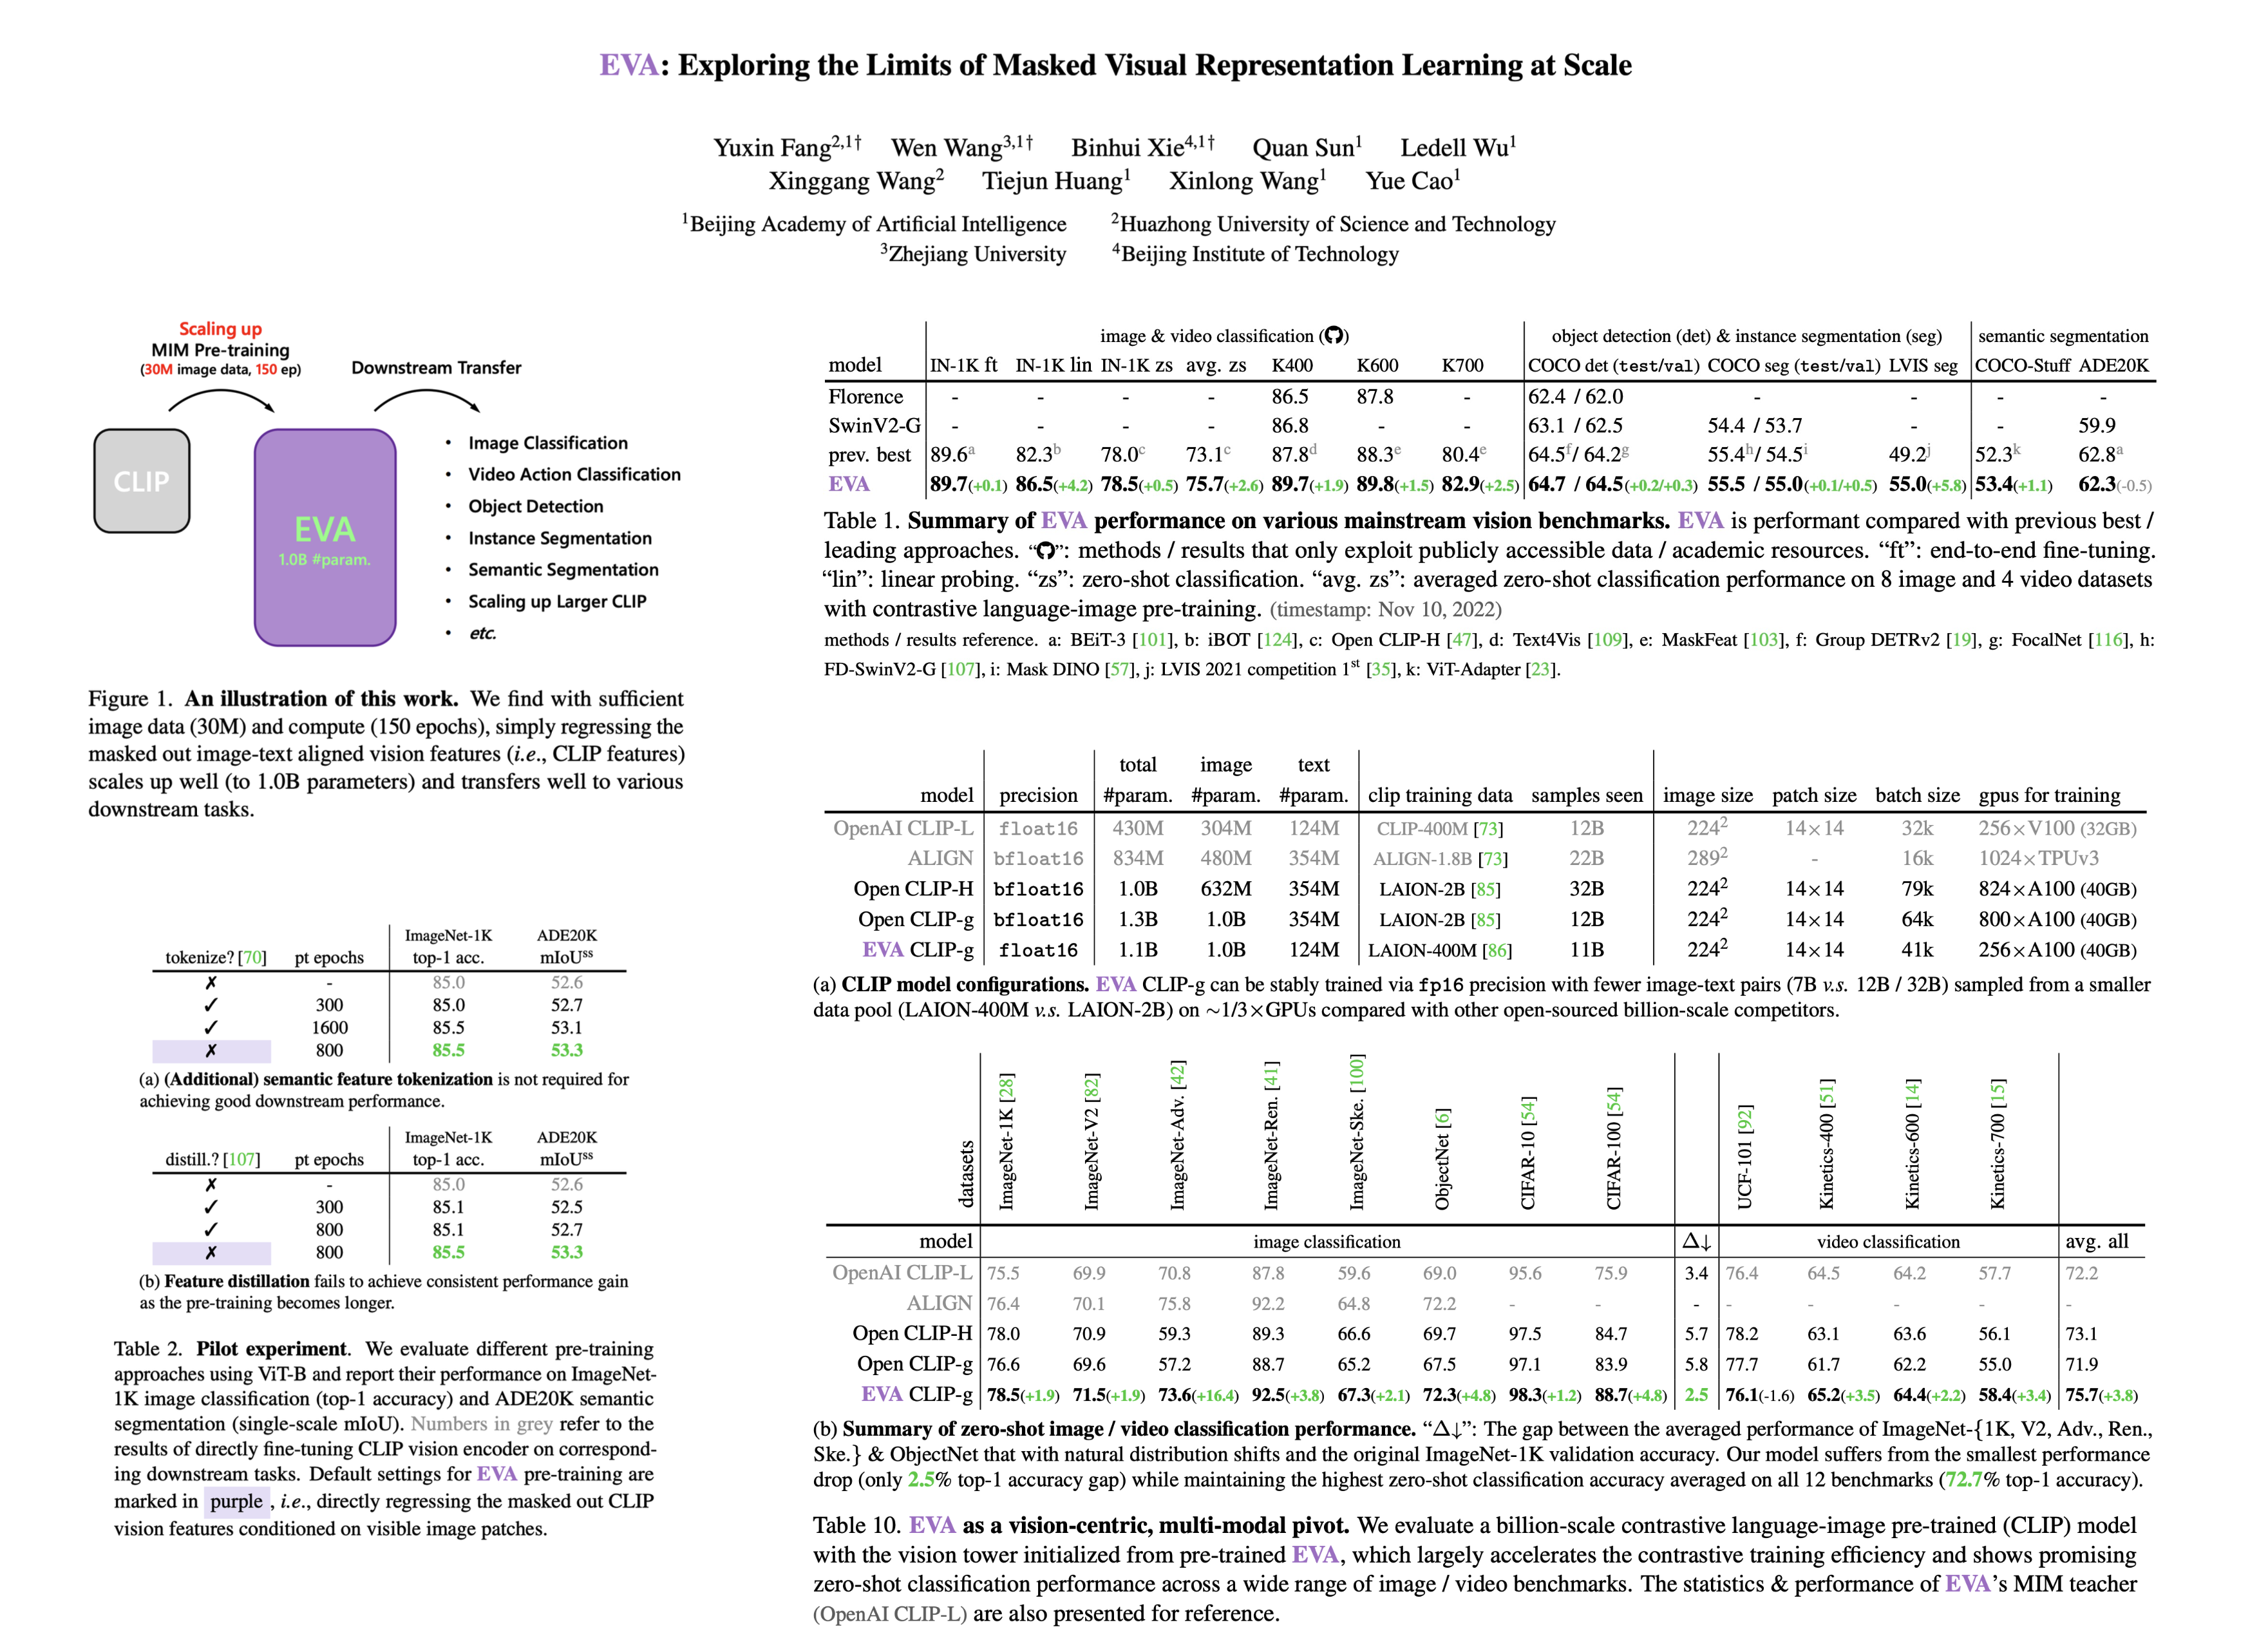 EVA: Exploring the Limits of Masked Visual Representation Learning at Scale
Yuxin Fang2,1† Wen Wang3,1† Binhui Xie4,1† Quan Sun1 Ledell Wu1
Xinggang Wang2 Tiejun Huang1 Xinlong Wang1 Yue Cao1
1Beijing Academy of Artificial Intelligence 2Huazhong University of Science and Technology
3Zhejiang University 4Beijing Institute of Technology
Scaling up
MIM Pre-training
(30M image data, 150 ep)
Downstream Transfer
CLIP
EVA
1.0B #param.
• Image Classification
• Video Action Classification
• Object Detection
• Instance Segmentation
• Semantic Segmentation
• Scaling up Larger CLIP
• etc.
Figure 1. An illustration of this work. We find with sufficient
image data (30M) and compute (150 epochs), simply regressing the
masked out image-text aligned vision features (i.e., CLIP features)
scales up well (to 1.0B parameters) and transfers well to various
downstream tasks.
ImageNet-1K ADE20K
tokenize? [70] pt epochs top-1 acc. mIoUss
✗ - 85.0 52.6
✓ 300 85.0 52.7
✓ 1600 85.5 53.1
✗ 800 85.5 53.3
(a) (Additional) semantic feature tokenization is not required for
achieving good downstream performance.
ImageNet-1K ADE20K
distill.? [107] pt epochs top-1 acc. mIoUss
✗ - 85.0 52.6
✓ 300 85.1 52.5
✓ 800 85.1 52.7
✗ 800 85.5 53.3
(b) Feature distillation fails to achieve consistent performance gain
as the pre-training becomes longer.
Table 2. Pilot experiment. We evaluate different pre-training
approaches using ViT-B and report their performance on ImageNet-
1K image classification (top-1 accuracy) and ADE20K semantic
segmentation (single-scale mIoU). Numbers in grey refer to the
results of directly fine-tuning CLIP vision encoder on correspond-
ing downstream tasks. Default settings for EVA pre-training are
marked in purple , i.e., directly regressing the masked out CLIP
vision features conditioned on visible image patches.
image & video classification () object detection (det) & instance segmentation (seg) semantic segmentation
model IN-1K ft IN-1K lin IN-1K zs avg. zs K400 K600 K700 COCO det (test/val) COCO seg (test/val) LVIS seg COCO-Stuff ADE20K
Florence - - - - 86.5 87.8 - 62.4 / 62.0 - - - -
SwinV2-G - - - - 86.8 - - 63.1 / 62.5 54.4 / 53.7 - - 59.9
prev. best 89.6a 82.3b 78.0c 73.1c 87.8d 88.3e 80.4e 64.5f / 64.2g 55.4h / 54.5i 49.2j 52.3k 62.8a
EVA 89.7(+0.1) 86.5(+4.2) 78.5(+0.5) 75.7(+2.6) 89.7(+1.9) 89.8(+1.5) 82.9(+2.5) 64.7 / 64.5(+0.2/+0.3) 55.5 / 55.0(+0.1/+0.5) 55.0(+5.8) 53.4(+1.1) 62.3(-0.5)
Table 1. Summary of EVA performance on various mainstream vision benchmarks. EVA is performant compared with previous best /
leading approaches. “”: methods / results that only exploit publicly accessible data / academic resources. “ft”: end-to-end fine-tuning.
“lin”: linear probing. “zs”: zero-shot classification. “avg. zs”: averaged zero-shot classification performance on 8 image and 4 video datasets
with contrastive language-image pre-training. (timestamp: Nov 10, 2022)
methods / results reference. a: BEiT-3 [101], b: iBOT [124], c: Open CLIP-H [47], d: Text4Vis [109], e: MaskFeat [103], f: Group DETRv2 [19], g: FocalNet [116], h:
FD-SwinV2-G [107], i: Mask DINO [57], j: LVIS 2021 competition 1st [35], k: ViT-Adapter [23].
total image text
model precision #param. #param. #param. clip training data samples seen image size patch size batch size gpus for training
OpenAI CLIP-L float16 430M 304M 124M CLIP-400M [73] 12B 224² 14×14 32k 256×V100 (32GB)
ALIGN bfloat16 834M 480M 354M ALIGN-1.8B [73] 22B 289² - 16k 1024×TPUv3
Open CLIP-H bfloat16 1.0B 632M 354M LAION-2B [85] 32B 224² 14×14 79k 824×A100 (40GB)
Open CLIP-g bfloat16 1.3B 1.0B 354M LAION-2B [85] 12B 224² 14×14 64k 800×A100 (40GB)
EVA CLIP-g float16 1.1B 1.0B 124M LAION-400M [86] 11B 224² 14×14 41k 256×A100 (40GB)
(a) CLIP model configurations. EVA CLIP-g can be stably trained via fp16 precision with fewer image-text pairs (7B v.s. 12B / 32B) sampled from a smaller
data pool (LAION-400M v.s. LAION-2B) on ∼1/3×GPUs compared with other open-sourced billion-scale competitors.
datasets ImageNet-1K [28] ImageNet-V2 [82] ImageNet-Adv. [42] ImageNet-Ren. [41] ImageNet-Ske. [100] ObjectNet [6] CIFAR-10 [54] CIFAR-100 [54] UCF-101 [92] Kinetics-400 [51] Kinetics-600 [14] Kinetics-700 [15]
model image classification Δ↓ video classification avg. all
OpenAI CLIP-L 75.5 69.9 70.8 87.8 59.6 69.0 95.6 75.9 3.4 76.4 64.5 64.2 57.7 72.2
ALIGN 76.4 70.1 75.8 92.2 64.8 72.2 - - - - - - - -
Open CLIP-H 78.0 70.9 59.3 89.3 66.6 69.7 97.5 84.7 5.7 78.2 63.1 63.6 56.1 73.1
Open CLIP-g 76.6 69.6 57.2 88.7 65.2 67.5 97.1 83.9 5.8 77.7 61.7 62.2 55.0 71.9
EVA CLIP-g 78.5(+1.9) 71.5(+1.9) 73.6(+16.4) 92.5(+3.8) 67.3(+2.1) 72.3(+4.8) 98.3(+1.2) 88.7(+4.8) 2.5 76.1(-1.6) 65.2(+3.5) 64.4(+2.2) 58.4(+3.4) 75.7(+3.8)
(b) Summary of zero-shot image / video classification performance. “Δ↓”: The gap between the averaged performance of ImageNet-{1K, V2, Adv., Ren.,
Ske.} & ObjectNet that with natural distribution shifts and the original ImageNet-1K validation accuracy. Our model suffers from the smallest performance
drop (only 2.5% top-1 accuracy gap) while maintaining the highest zero-shot classification accuracy averaged on all 12 benchmarks (72.7% top-1 accuracy).
Table 10. EVA as a vision-centric, multi-modal pivot. We evaluate a billion-scale contrastive language-image pre-trained (CLIP) model
with the vision tower initialized from pre-trained EVA, which largely accelerates the contrastive training efficiency and shows promising
zero-shot classification performance across a wide range of image / video benchmarks. The statistics & performance of EVA’s MIM teacher
(OpenAI CLIP-L) are also presented for reference.